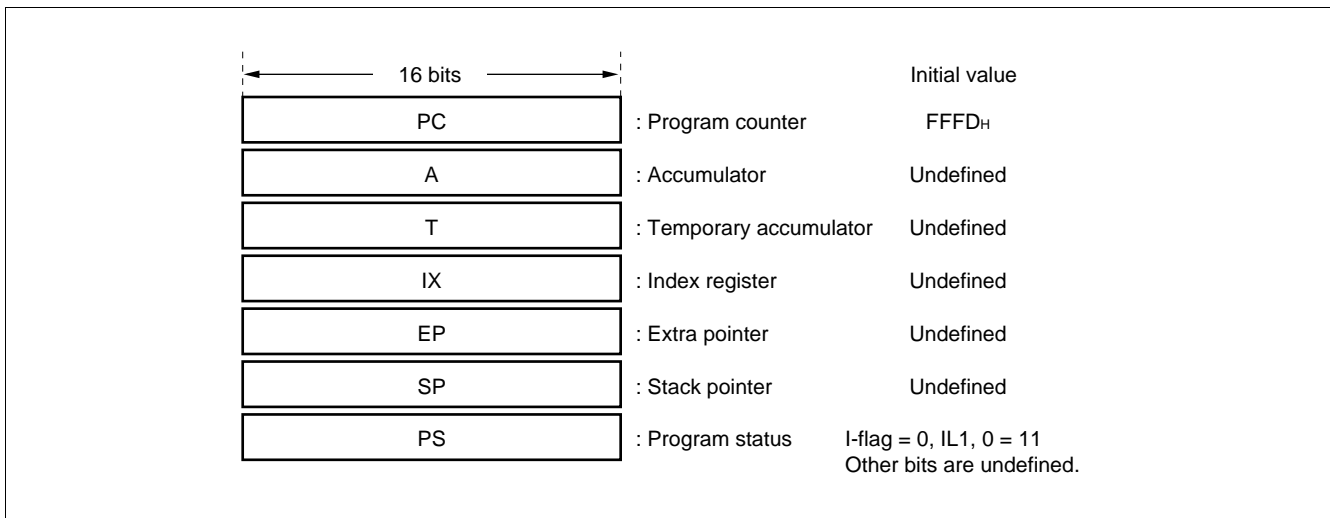 16 bits Initial value
PC : Program counter FFFDH
A : Accumulator Undefined
T : Temporary accumulator Undefined
IX : Index register Undefined
EP : Extra pointer Undefined
SP : Stack pointer Undefined
PS : Program status I-flag = 0, IL1, 0 = 11
Other bits are undefined.